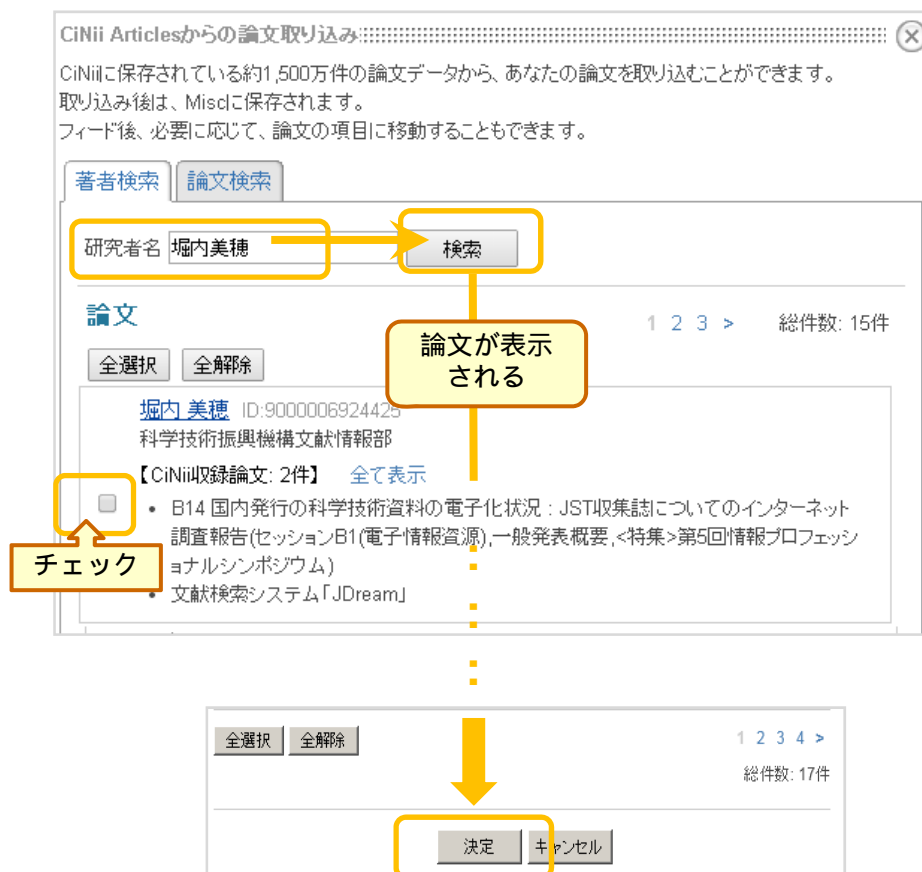 CiNii Articlesからの論文取り込み
CiNiiに保存されている約1,500万件の論文データから、あなたの論文を取り込むことができます。
取り込み後は、Miscに保存されます。
フィード後、必要に応じて、論文の項目に移動することもできます。
著者検索 論文検索
研究者名 堀内美穂 検索
論文 1 2 3 > 総件数: 15件
論文が表示
される
全選択 全解除
堀内 美穂 ID:9000006924425
科学技術振興機構文献情報部
【CiNii収録論文: 2件】 全て表示
• B14 国内発行の科学技術資料の電子化状況 : JST収集誌についてのインターネット
調査報告(セッションB1(電子情報資源),一般発表概要,<特集>第5回情報プロフェッシ
ョナルシンポジウム)
チェック
• 文献検索システム「JDream」
全選択 全解除 1 2 3 4 >
総件数: 17件
決定 キャンセル